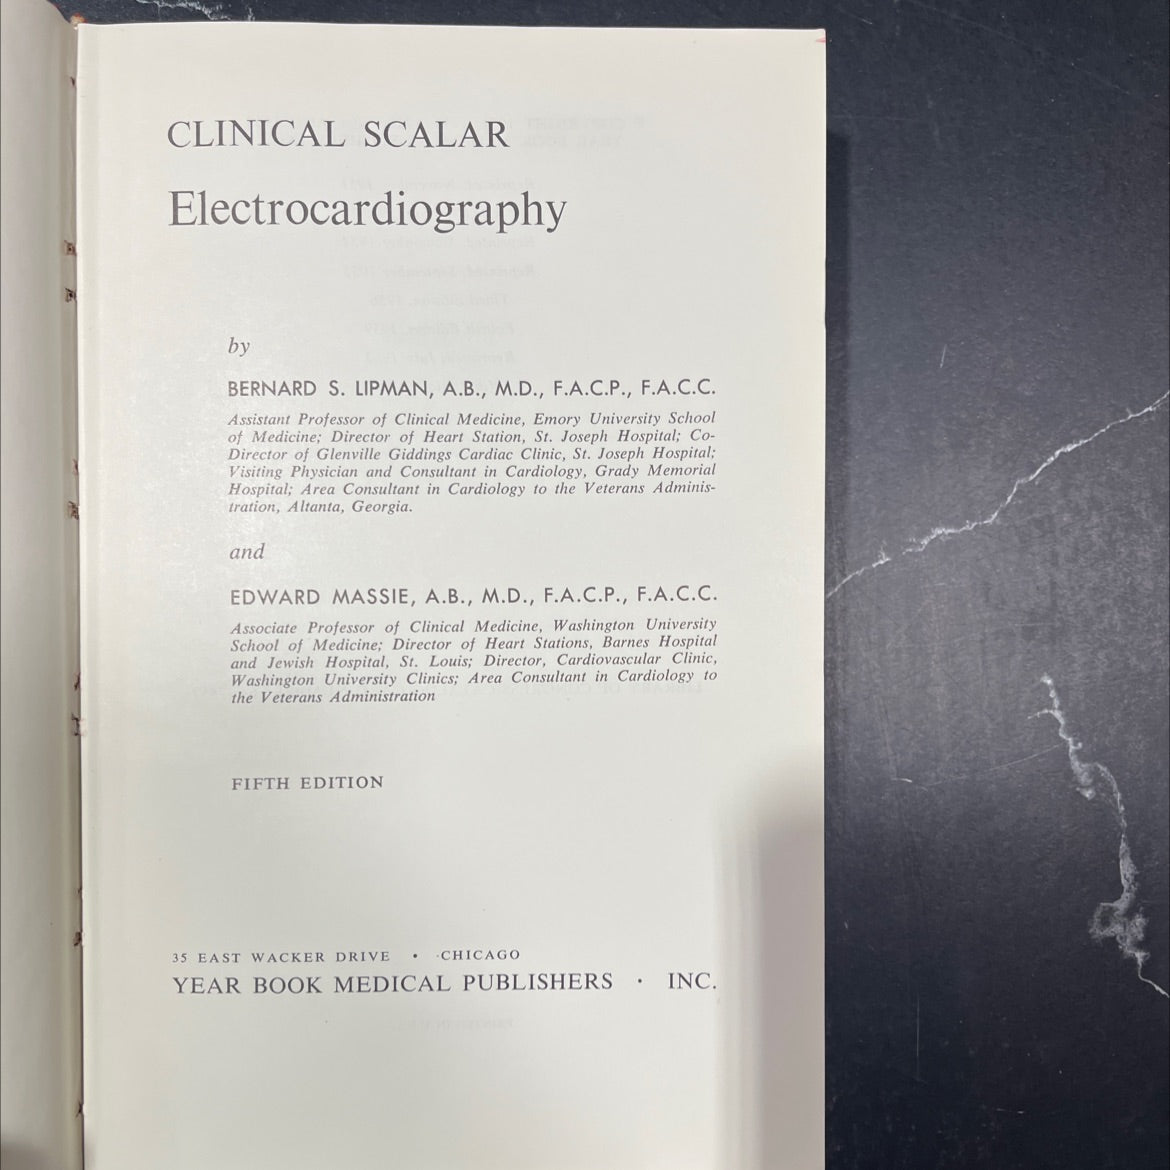 CLINICAL SCALAR
Electrocardiography
by
BERNARD S. LIPMAN, A.B., M.D., F.A.C.P., F.A.C.C.
Assistant Professor of Clinical Medicine, Emory University School
of Medicine; Director of Heart Station, St. Joseph Hospital; Co-
Director of Glenville Giddings Cardiac Clinic, St. Joseph Hospital;
Visiting Physician and Consultant in Cardiology, Grady Memorial
Hospital; Area Consultant in Cardiology to the Veterans Adminis-
tration, Altanta, Georgia.
and
EDWARD MASSIE, A.B., M.D., F.A.C.P., F.A.C.C.
Associate Professor of Clinical Medicine, Washington University
School of Medicine; Director of Heart Stations, Barnes Hospital
and Jewish Hospital, St. Louis; Director, Cardiovascular Clinic,
Washington University Clinics; Area Consultant in Cardiology to
the Veterans Administration
FIFTH EDITION
35 EAST WACKER DRIVE • CHICAGO
YEAR BOOK MEDICAL PUBLISHERS · INC.